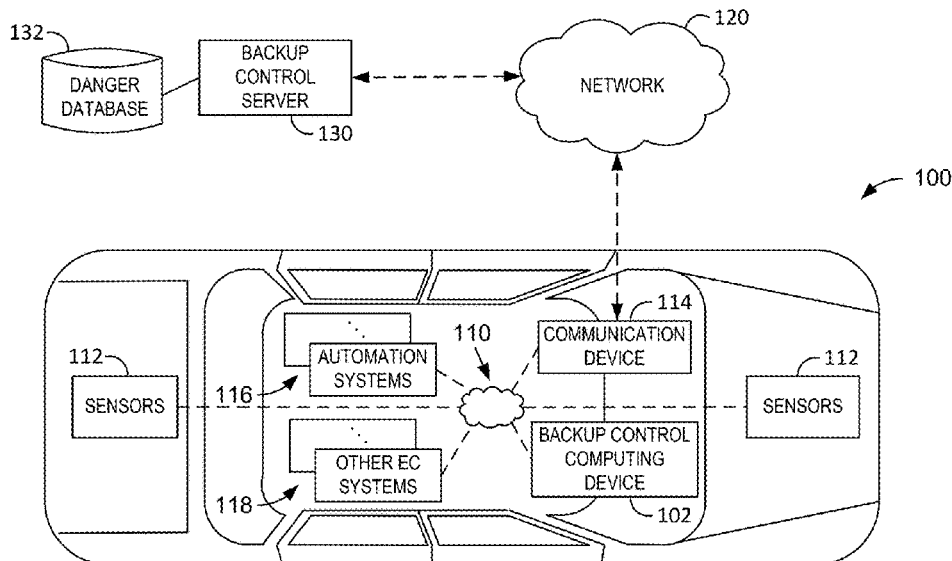 132
120
DANGER
DATABASE
BACKUP
CONTROL
SERVER
130
NETWORK
100
114
112
110
112
COMMUNICATION
DEVICE
AUTOMATION
SYSTEMS
116
SENSORS
SENSORS
BACKUP CONTROL
COMPUTING
DEVICE
OTHER EC
SYSTEMS
118
102